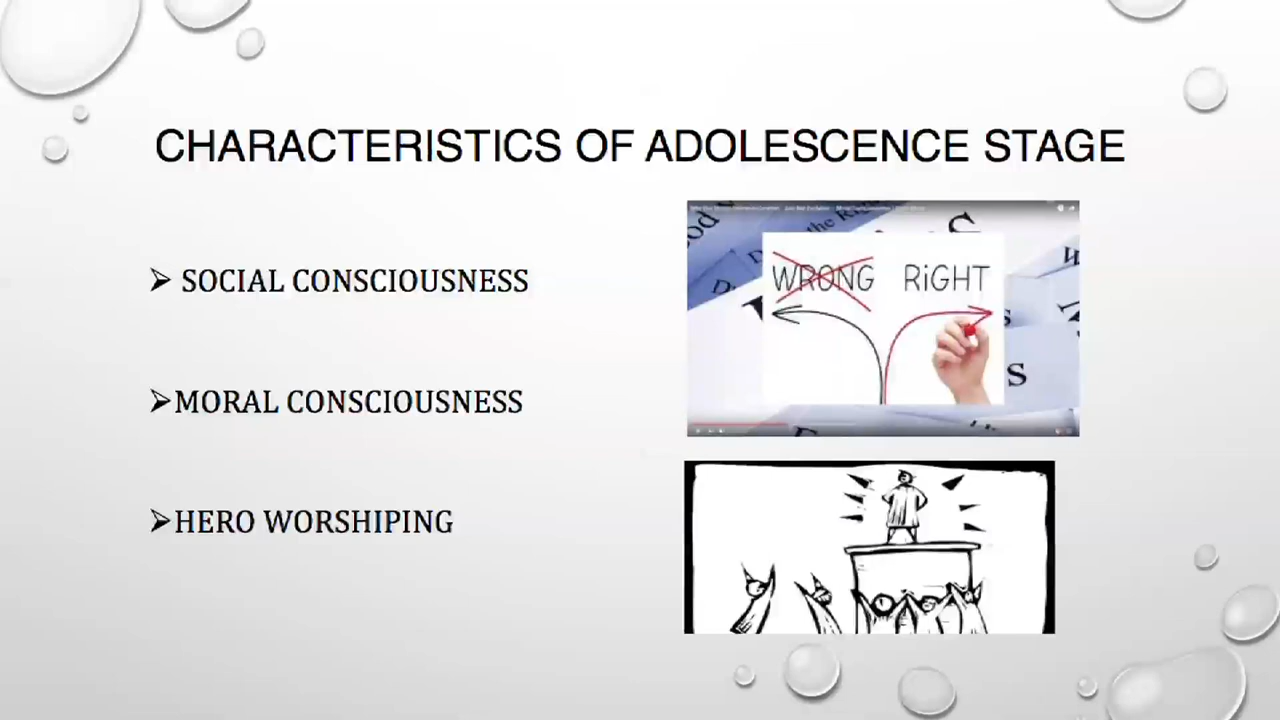 CHARACTERISTICS OF ADOLESCENCE STAGE
➢ SOCIAL CONSCIOUSNESS
➢MORAL CONSCIOUSNESS
➢HERO WORSHIPING
WRONG RiGHT